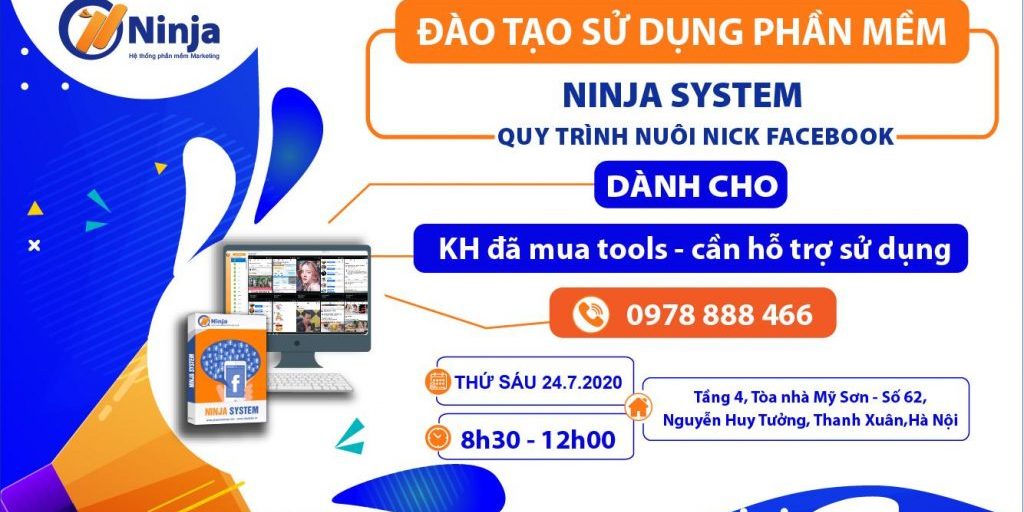 Ninja
Hệ thống phần mềm Marketing
ĐÀO TẠO SỬ DỤNG PHẦN MỀM
NINJA SYSTEM
QUY TRÌNH NUÔI NICK FACEBOOK
DÀNH CHO
KH đã mua tools - cần hỗ trợ sử dụng
0978 888 466
Ninja
NINJA SYSTEM
NINJA SYSTEM
THỨ SÁU 24.7.2020
8h30 - 12h00
Tầng 4, Tòa nhà Mỹ Sơn - Số 62,
Nguyễn Huy Tưởng, Thanh Xuân,Hà Nội